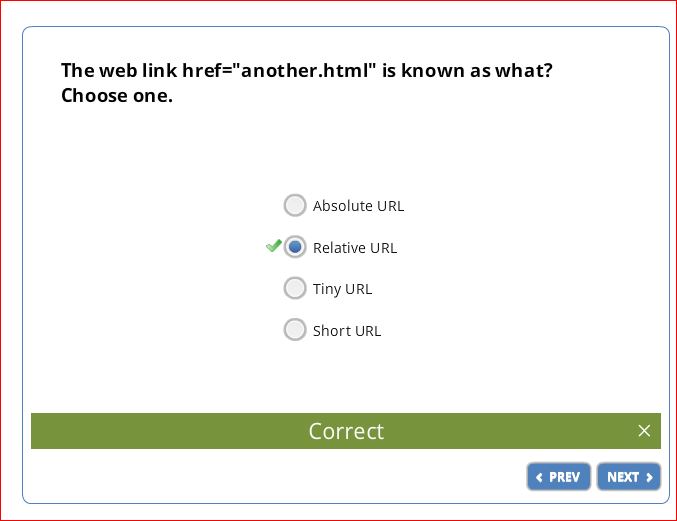 The web link href="another.html" is known as what?
Choose one.
Absolute URL
Relative URL
Tiny URL
Short URL
Correct
PREV
NEXT